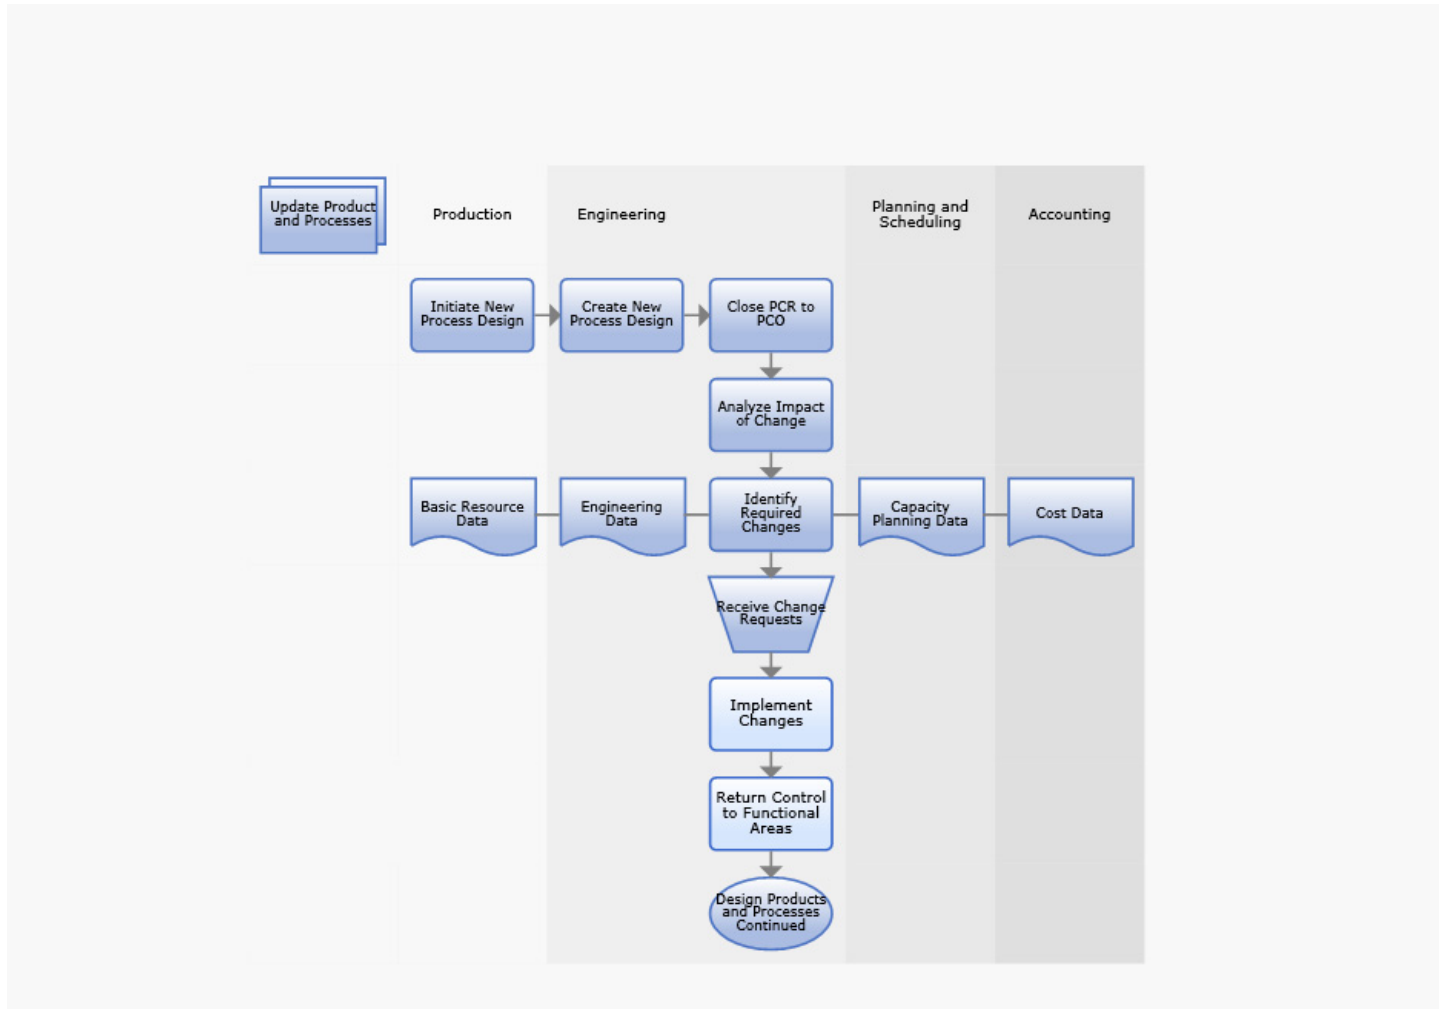 Update Product
and Processes
Production
Engineering
Planning and
Scheduling
Accounting
Initiate New
Process Design
Create New
Process Design
Close PCR to
PCO
Analyze Impact
of Change
Basic Resource
Data
Engineering
Data
Identify
Required
Changes
Capacity
Planning Data
Cost Data
Receive Change
Requests
Implement
Changes
Return Control
to Functional
Areas
Design Products
and Processes
Continued